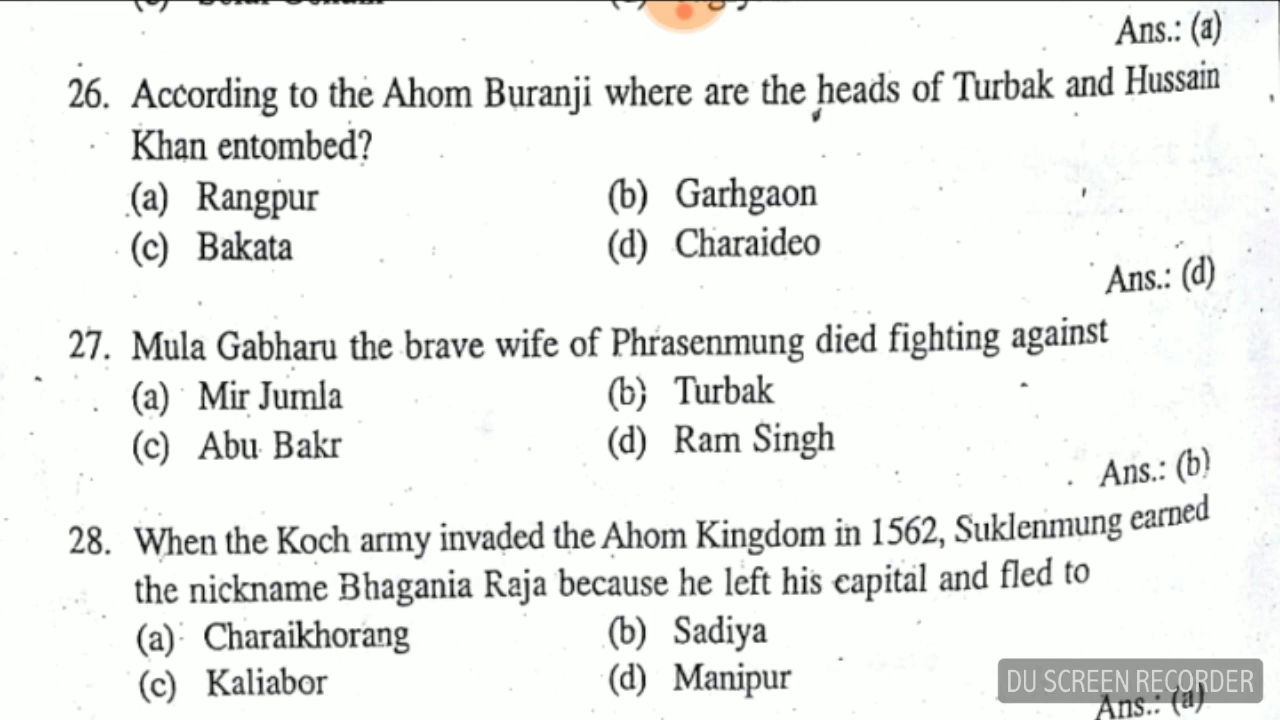 Ans.: (a)
26. According to the Ahom Buranji where are the heads of Turbak and Hussain
Khan entombed?
(a) Rangpur (b) Garhgaon
(c) Bakata (d) Charaideo
Ans.: (d)
27. Mula Gabharu the brave wife of Phrasenmung died fighting against
(a) Mir Jumla (b) Turbak
(c) Abu Bakr (d) Ram Singh
Ans.: (b)
28. When the Koch army invaded the Ahom Kingdom in 1562, Suklenmung earned
the nickname Bhagania Raja because he left his capital and fled to
(a) Charaikhorang (b) Sadiya
(c) Kaliabor (d) Manipur
DU SCREEN RECORDER
Ans.: (a)